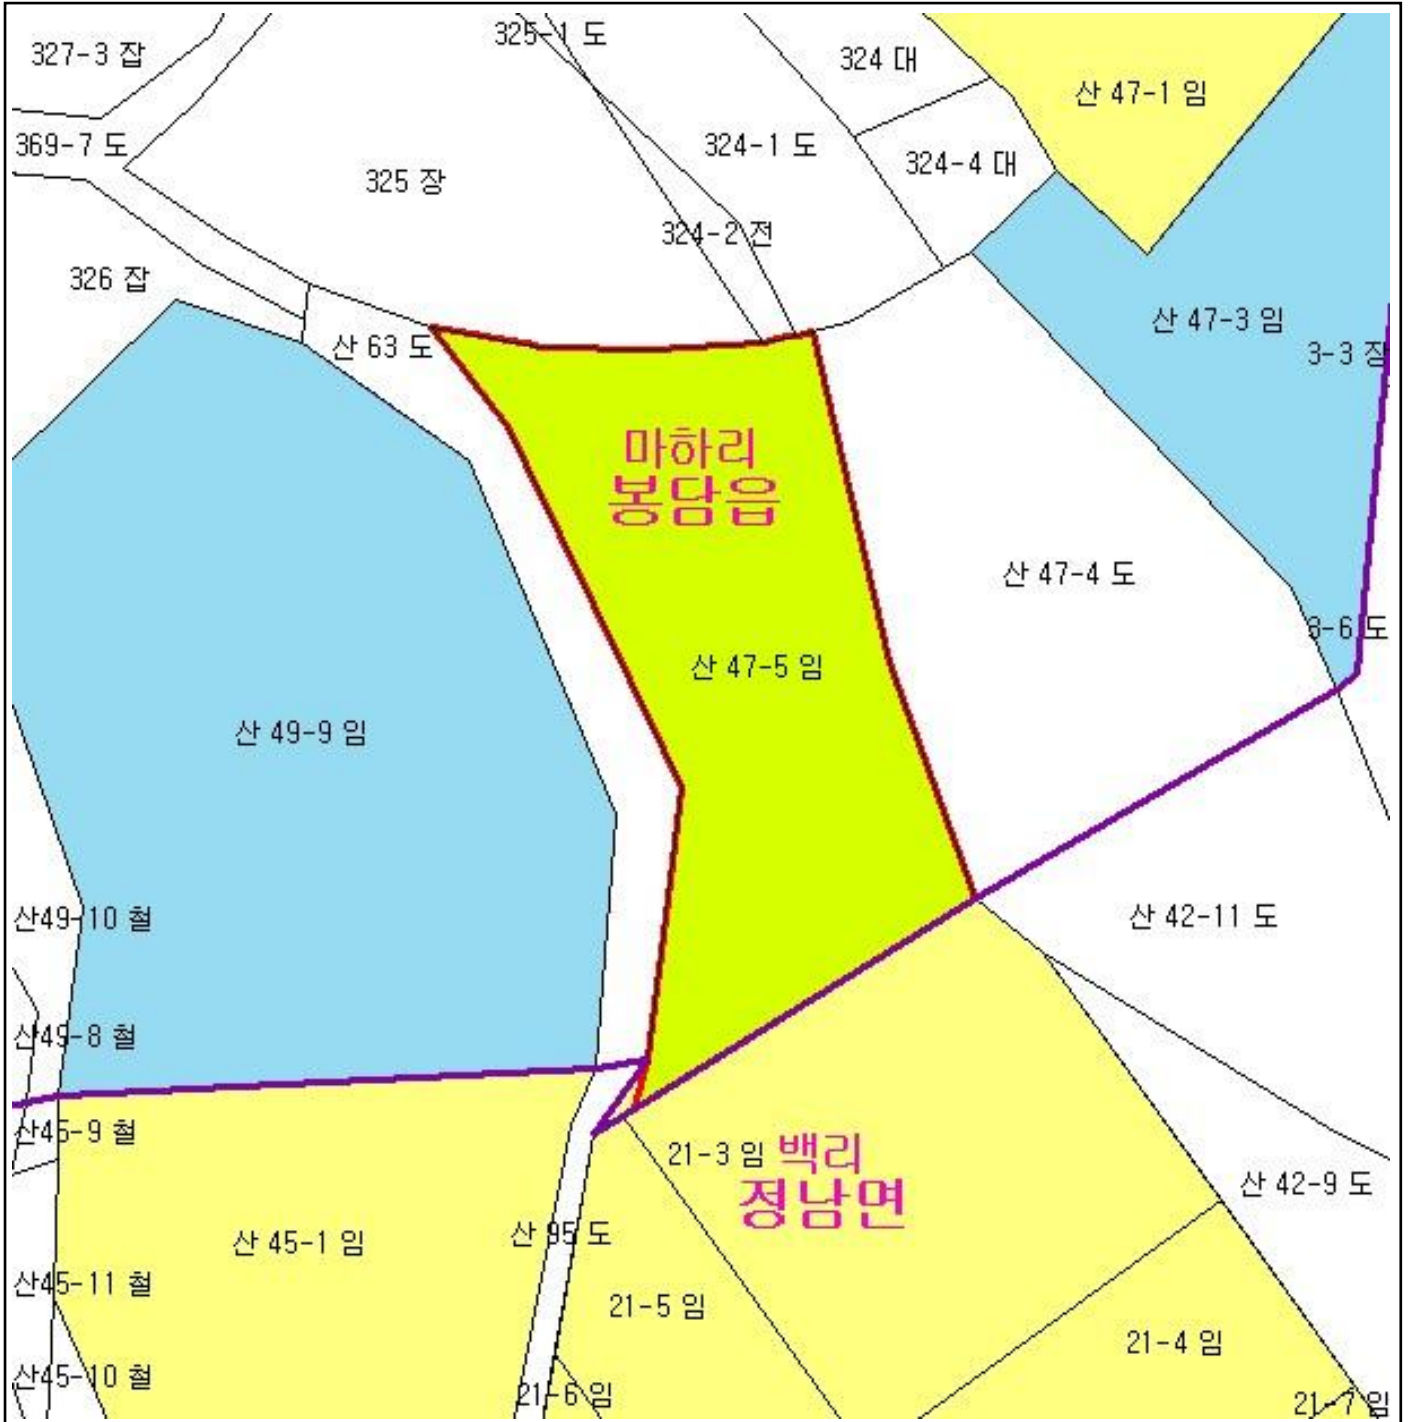 325-1 도
327-3 잡
324 대
산 47-1 임
369-7 도
324-1 도
324-4 대
325 장
324-2 전
326 잡
산 47-3 임
산 63 도
3-3 장
마하리
봉담읍
산 47-4 도
3-6 도
산 47-5 임
산 49-9 임
산49-10 철
산 42-11 도
산49-8 철
산45-9 철
21-3 임
백리
정남면
산 42-9 도
산 95 도
산 45-1 임
산45-11 철
21-5 임
21-4 임
산45-10 철
21-6 임
21-7 임